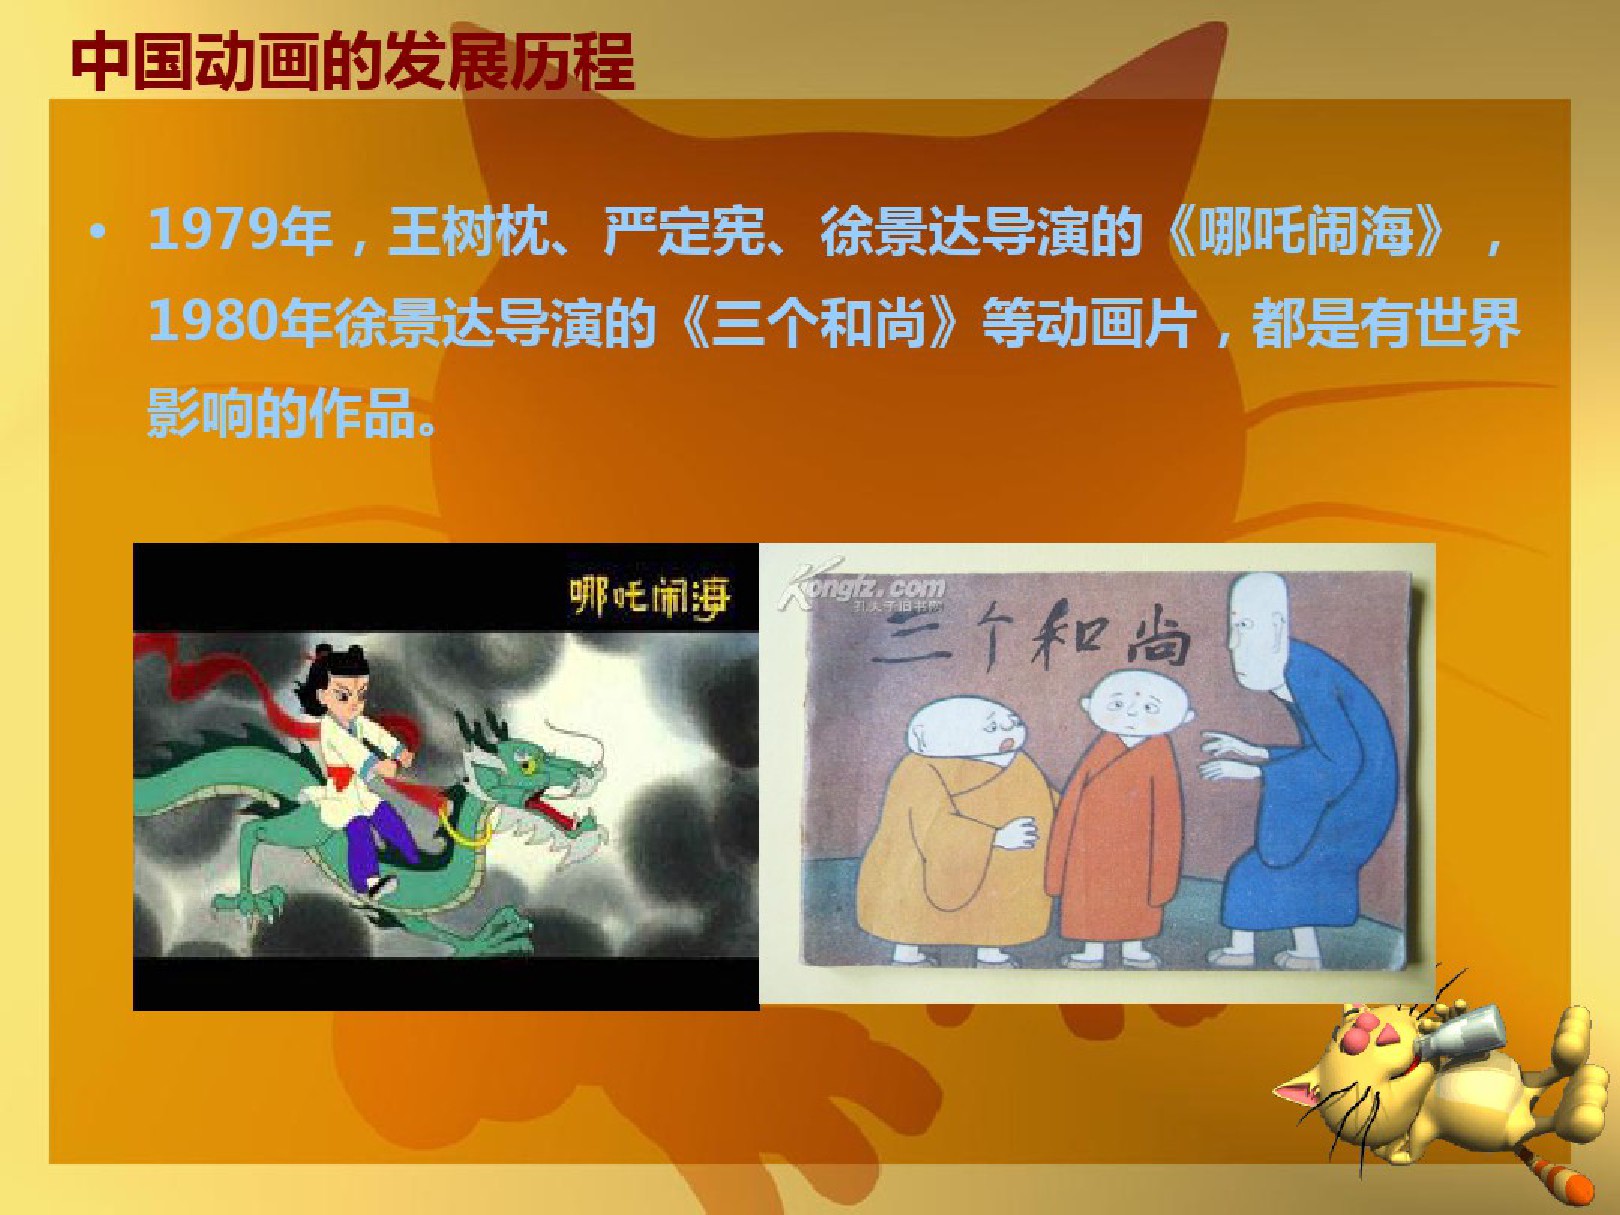 中国动画的发展历程
• 1979年，王树枕、严定宪、徐景达导演的《哪吒闹海》，
1980年徐景达导演的《三个和尚》等动画片，都是有世界
影响的作品。
哪吒闹海
Kongfz.com
孔夫子旧书网
三个和尚